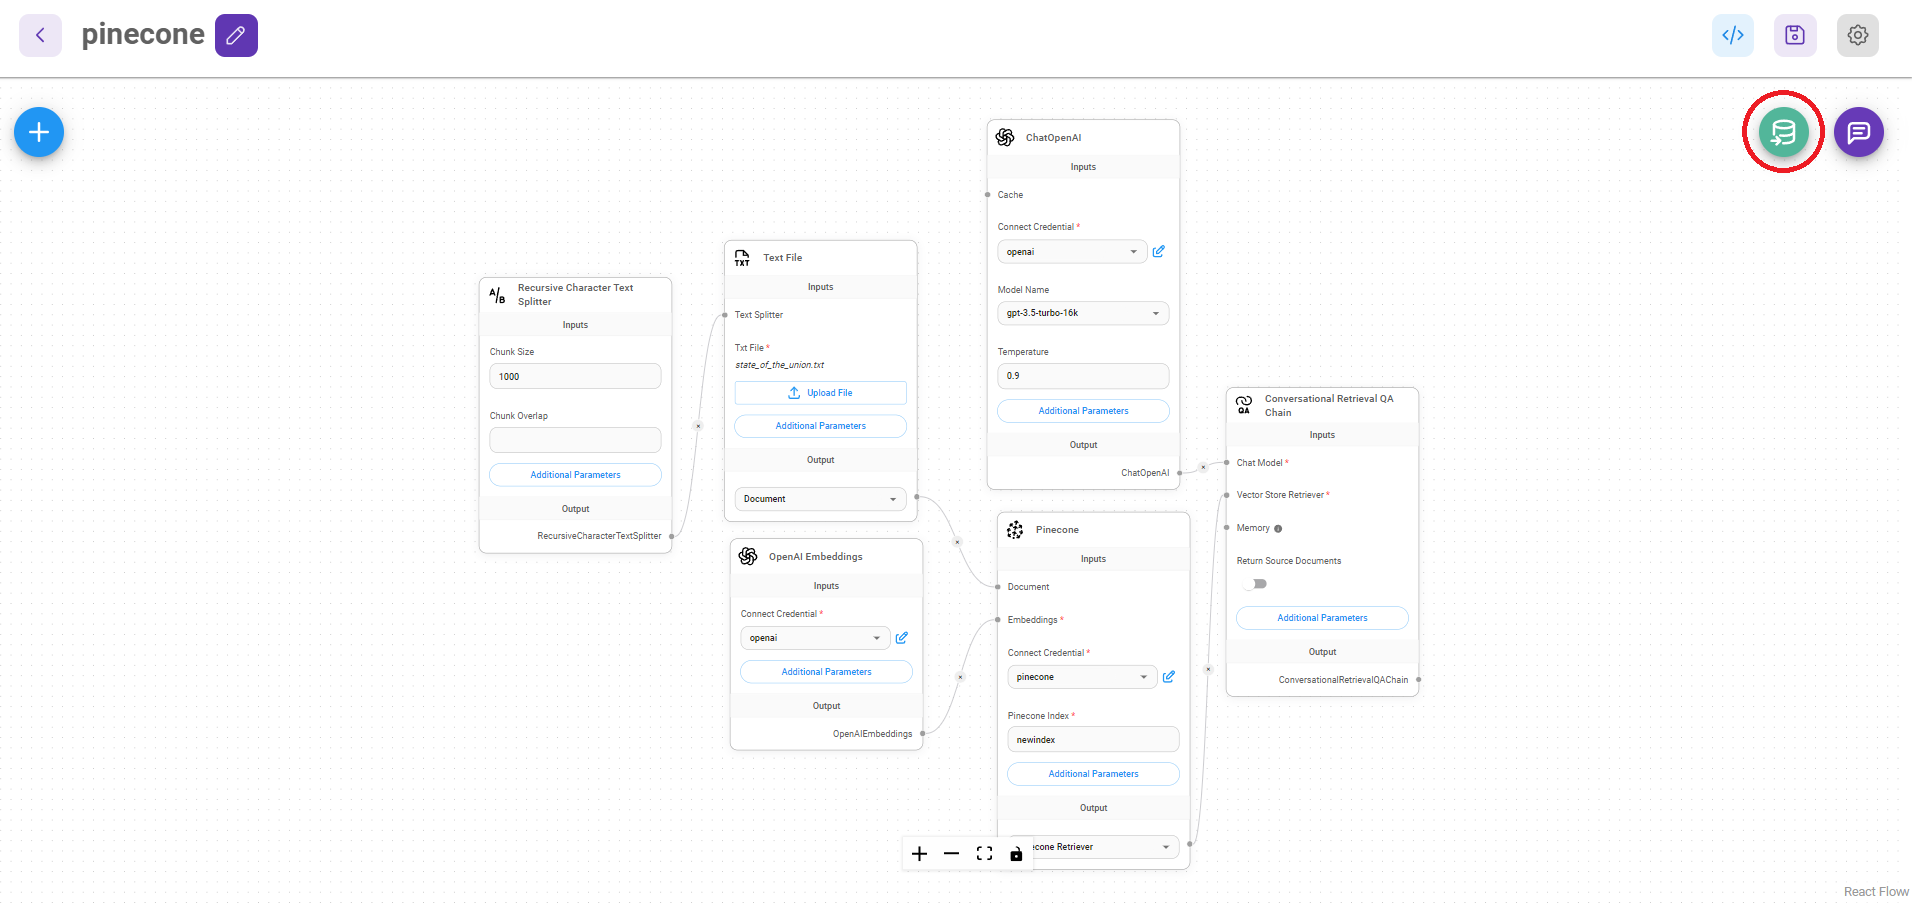 pinecone
Recursive Character Text
Splitter
Inputs
Chunk Size
1000
Chunk Overlap
Additional Parameters
Output
RecursiveCharacterTextSplitter
TXT
Text File
Inputs
Text Splitter
Txt File *
state_of_the_union.txt
Upload File
Additional Parameters
Output
Document
OpenAI Embeddings
Inputs
Connect Credential *
openai
Additional Parameters
Output
OpenAIEmbeddings
ChatOpenAI
Inputs
Cache
Connect Credential *
openai
Model Name
gpt-3.5-turbo-16k
Temperature
0.9
Additional Parameters
Output
ChatOpenAI
Pinecone
Inputs
Document
Embeddings *
Connect Credential *
pinecone
Pinecone Index *
newindex
Additional Parameters
Output
econe Retriever
QA
Conversational Retrieval QA
Chain
Inputs
Chat Model *
Vector Store Retriever *
Memory
Return Source Documents
Additional Parameters
Output
ConversationalRetrievalQAChain
React Flow